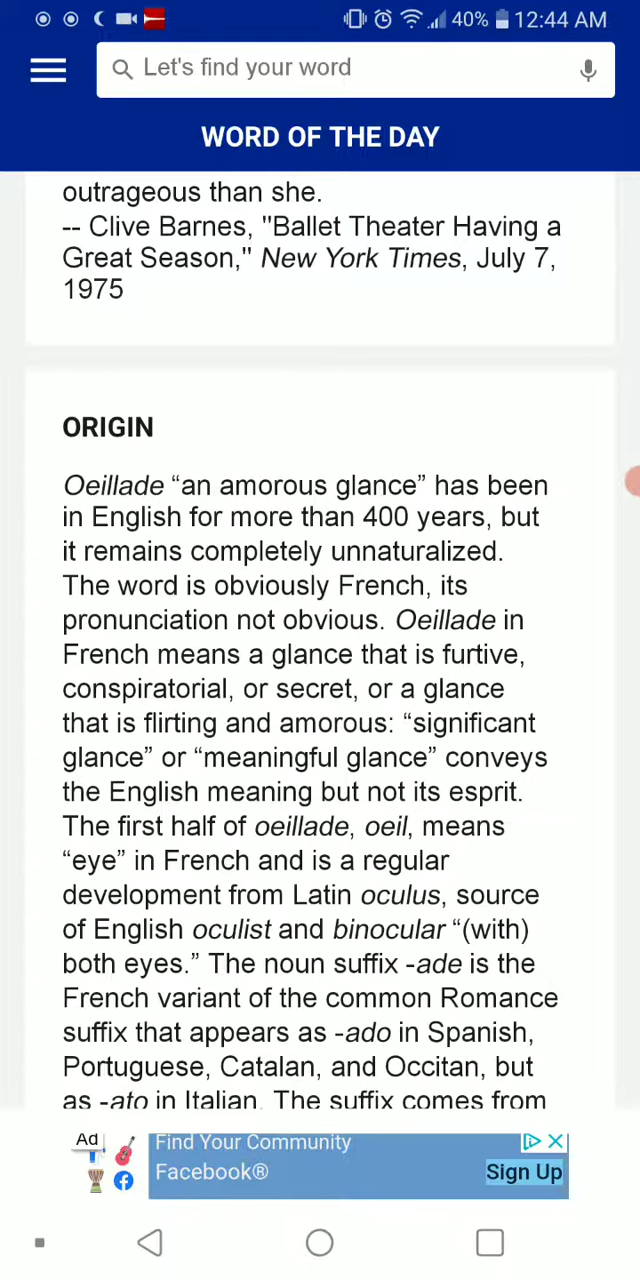 40% 12:44 AM
Let's find your word
WORD OF THE DAY
outrageous than she.
-- Clive Barnes, "Ballet Theater Having a
Great Season," New York Times, July 7,
1975
ORIGIN
Oeillade “an amorous glance” has been
in English for more than 400 years, but
it remains completely unnaturalized.
The word is obviously French, its
pronunciation not obvious. Oeillade in
French means a glance that is furtive,
conspiratorial, or secret, or a glance
that is flirting and amorous: “significant
glance” or “meaningful glance” conveys
the English meaning but not its esprit.
The first half of oeillade, oeil, means
“eye” in French and is a regular
development from Latin oculus, source
of English oculist and binocular “(with)
both eyes.” The noun suffix -ade is the
French variant of the common Romance
suffix that appears as -ado in Spanish,
Portuguese, Catalan, and Occitan, but
as -ato in Italian. The suffix comes from
Ad
Find Your Community
Facebook®
Sign Up